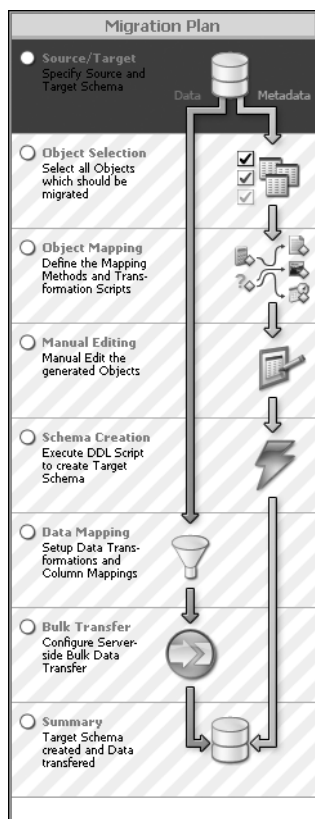 Migration Plan
Source/Target
Specify Source and
Target Schema
Data
Metadata
Object Selection
Select all Objects
which should be
migrated
Object Mapping
Define the Mapping
Methods and Trans-
formation Scripts
Manual Editing
Manual Edit the
generated Objects
Schema Creation
Execute DDL Script
to create Target
Schema
Data Mapping
Setup Data Trans-
formations and
Column Mappings
Bulk Transfer
Configure Server-
side Bulk Data
Transfer
Summary
Target Schema
created and Data
transfered